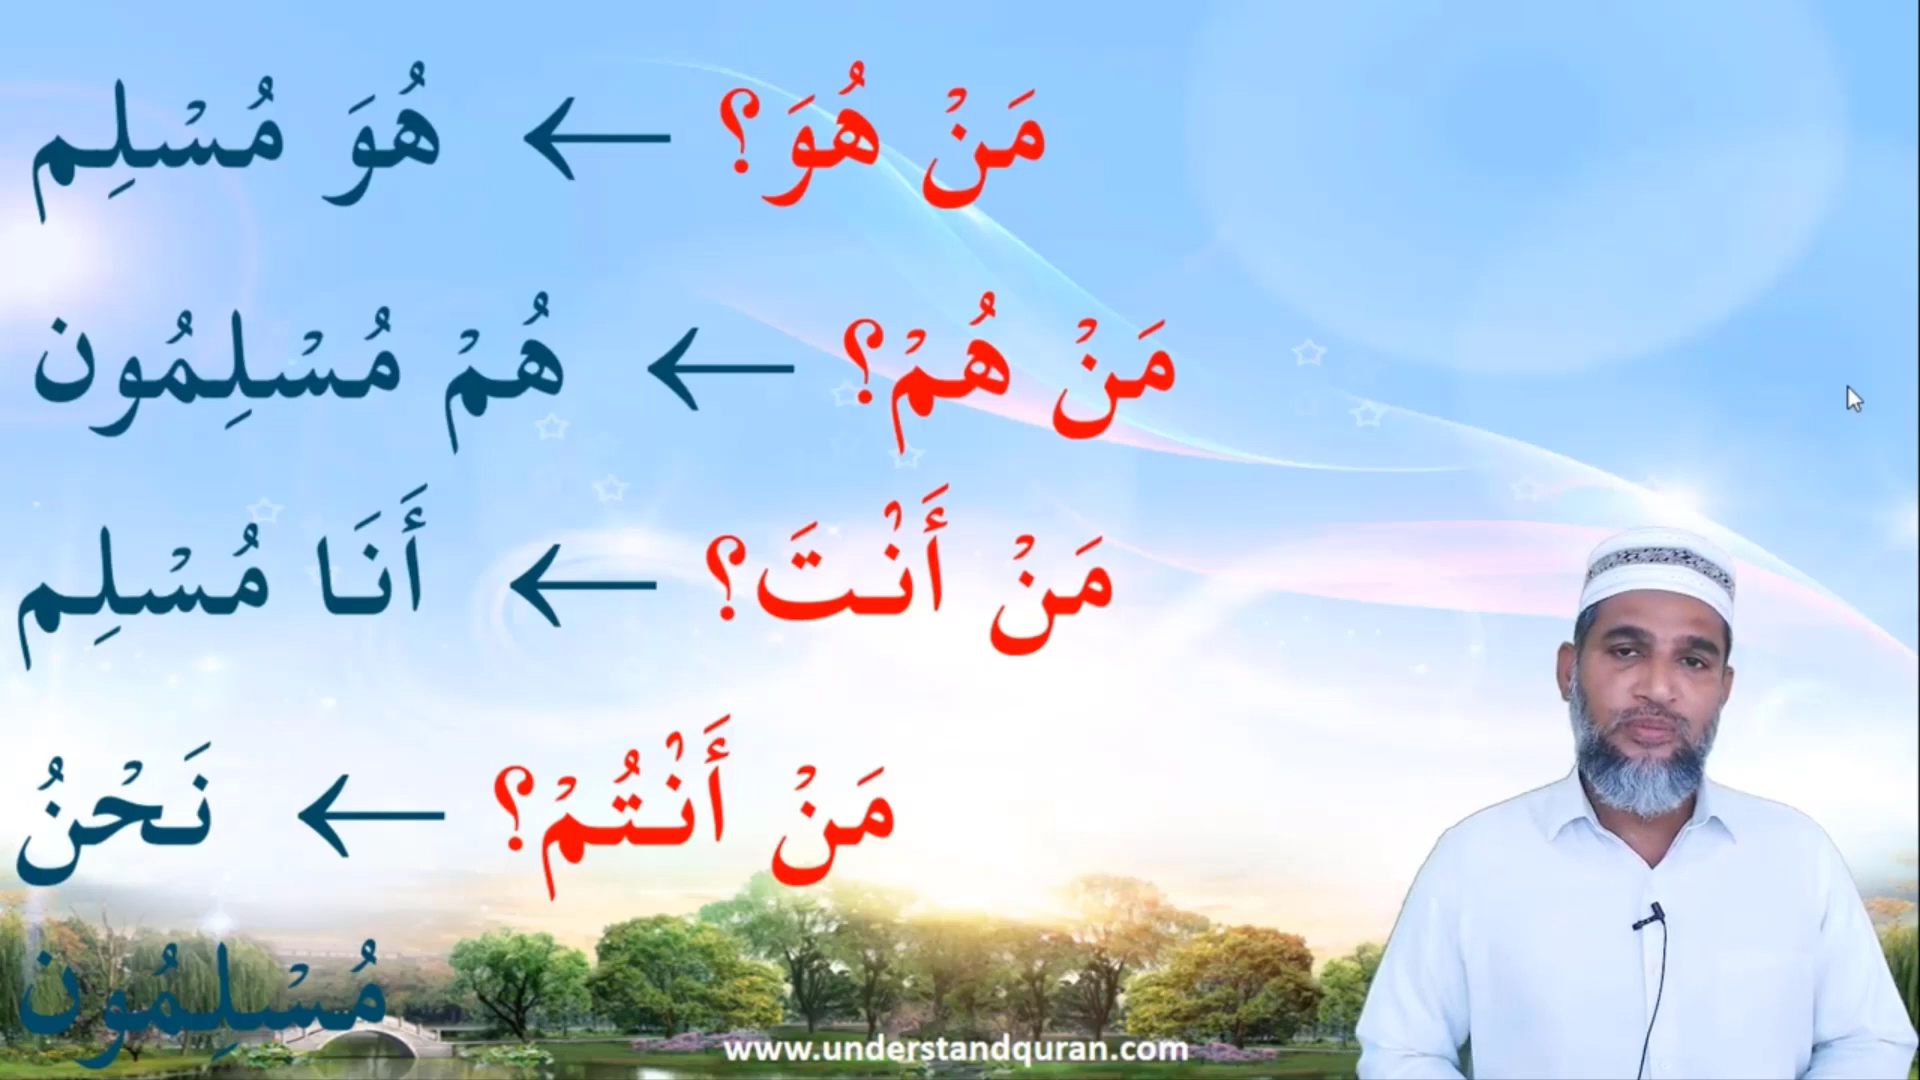 مَنْ هُوَ؟ ← هُوَ مُسْلِم
مَنْ هُمْ؟ ← هُمْ مُسْلِمُون
مَنْ أَنْتَ؟ ← أَنَا مُسْلِم
مَنْ أَنْتُمْ؟ ← نَحْنُ
مُسْلِمُون
www.understandquran.com